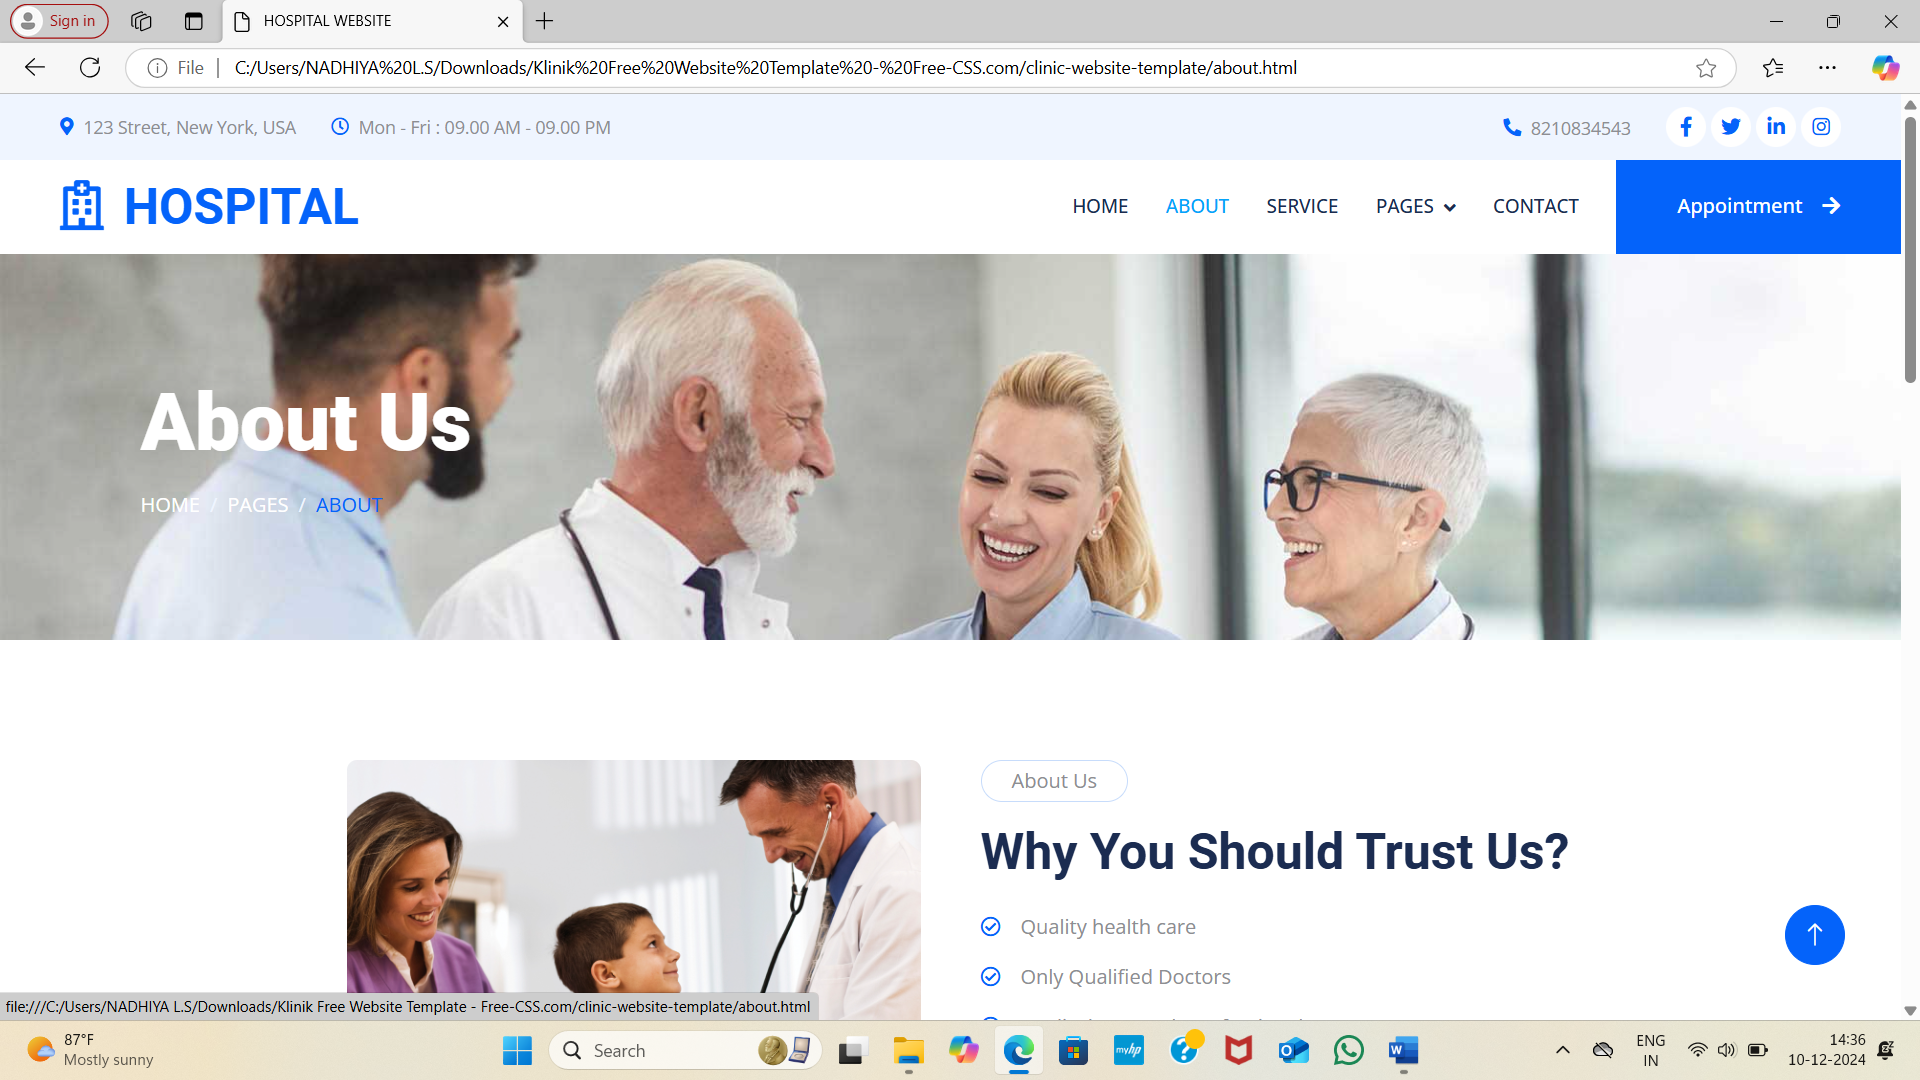 Sign in
HOSPITAL WEBSITE
File
C:/Users/NADHIYA%20L.S/Downloads/Klinik%20Free%20Website%20Template%20-%20Free-CSS.com/clinic-website-template/about.html
123 Street, New York, USA
Mon - Fri : 09.00 AM - 09.00 PM
8210834543
HOSPITAL
HOME
ABOUT
SERVICE
PAGES
CONTACT
Appointment
About Us
HOME / PAGES / ABOUT
About Us
Why You Should Trust Us?
Quality health care
Only Qualified Doctors
file:///C:/Users/NADHIYA L.S/Downloads/Klinik Free Website Template - Free-CSS.com/clinic-website-template/about.html
87°F
Mostly sunny
Search
myhp
ENG
IN
14:36
10-12-2024